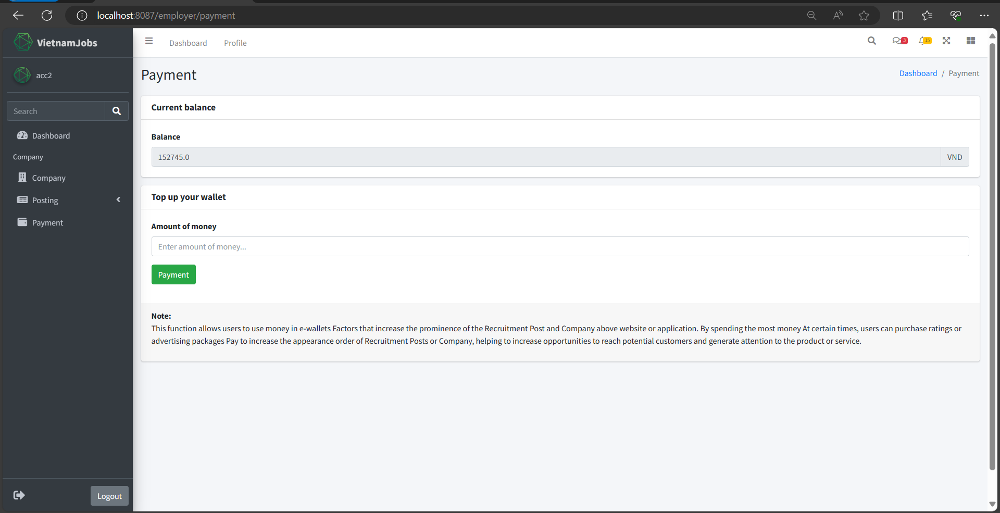 localhost:8087/employer/payment
VietnamJobs
Dashboard
Profile
3
15
acc2
Payment
Dashboard / Payment
Search
Dashboard
Company
Company
Posting
Payment
Current balance
Balance
152745.0
VND
Top up your wallet
Amount of money
Enter amount of money...
Payment
Note:
This function allows users to use money in e-wallets Factors that increase the prominence of the Recruitment Post and Company above website or application. By spending the most money At certain times, users can purchase ratings or
advertising packages Pay to increase the appearance order of Recruitment Posts or Company, helping to increase opportunities to reach potential customers and generate attention to the product or service.
Logout